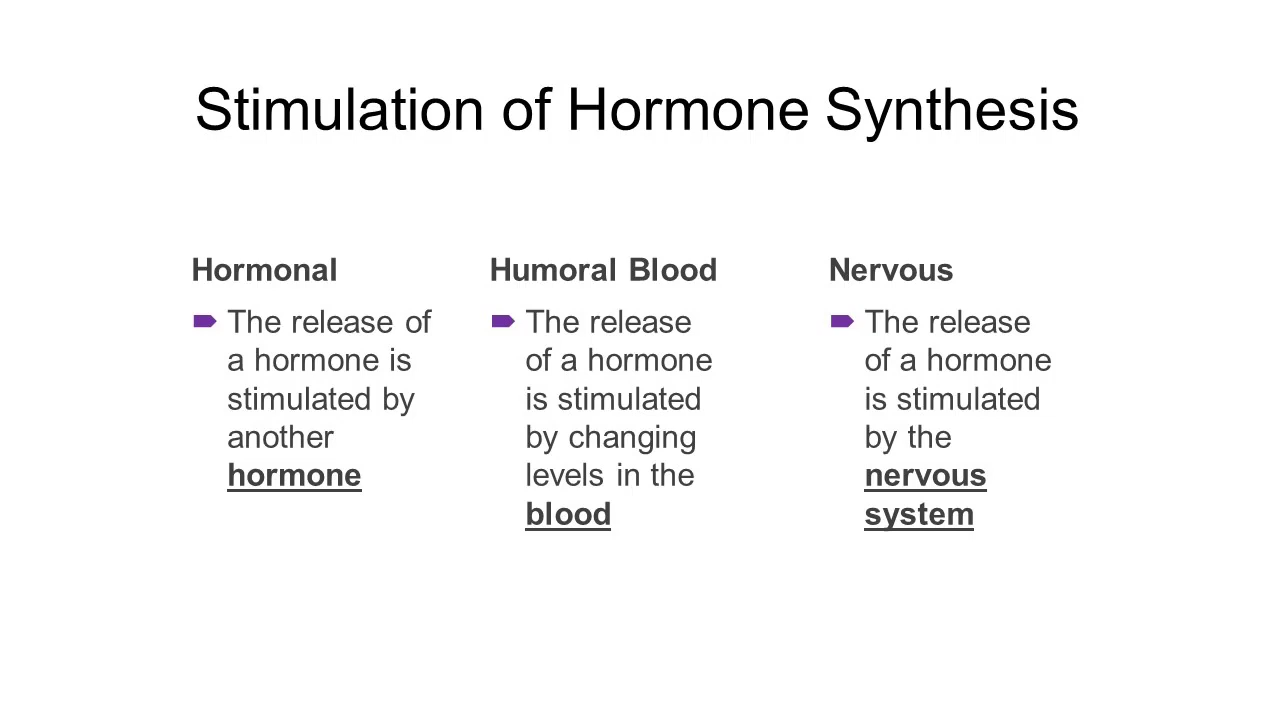 Stimulation of Hormone Synthesis
Hormonal
The release of
a hormone is
stimulated by
another
hormone
Humoral Blood
The release
of a hormone
is stimulated
by changing
levels in the
blood
Nervous
The release
of a hormone
is stimulated
by the
nervous
system